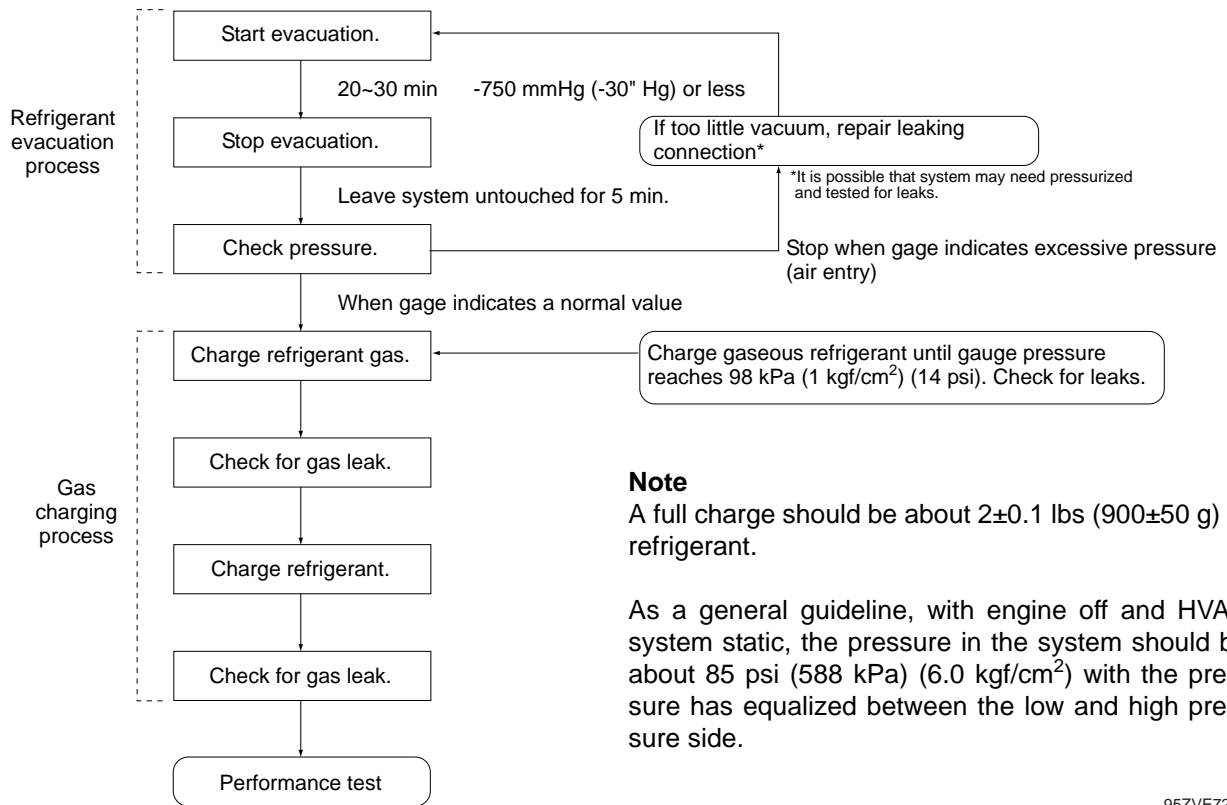 Start evacuation.
20~30 min -750 mmHg (-30" Hg) or less
Refrigerant
evacuation
process
Stop evacuation.
If too little vacuum, repair leaking
connection*
*It is possible that system may need pressurized
and tested for leaks.
Leave system untouched for 5 min.
Check pressure.
Stop when gage indicates excessive pressure
(air entry)
When gage indicates a normal value
Charge refrigerant gas.
Charge gaseous refrigerant until gauge pressure
reaches 98 kPa (1 kgf/cm²) (14 psi). Check for leaks.
Check for gas leak.
Gas
charging
process
Charge refrigerant.
Check for gas leak.
Performance test
Note
A full charge should be about 2±0.1 lbs (900±50 g)
refrigerant.
As a general guideline, with engine off and HVA
system static, the pressure in the system should
about 85 psi (588 kPa) (6.0 kgf/cm²) with the pre
sure has equalized between the low and high pre
sure side.